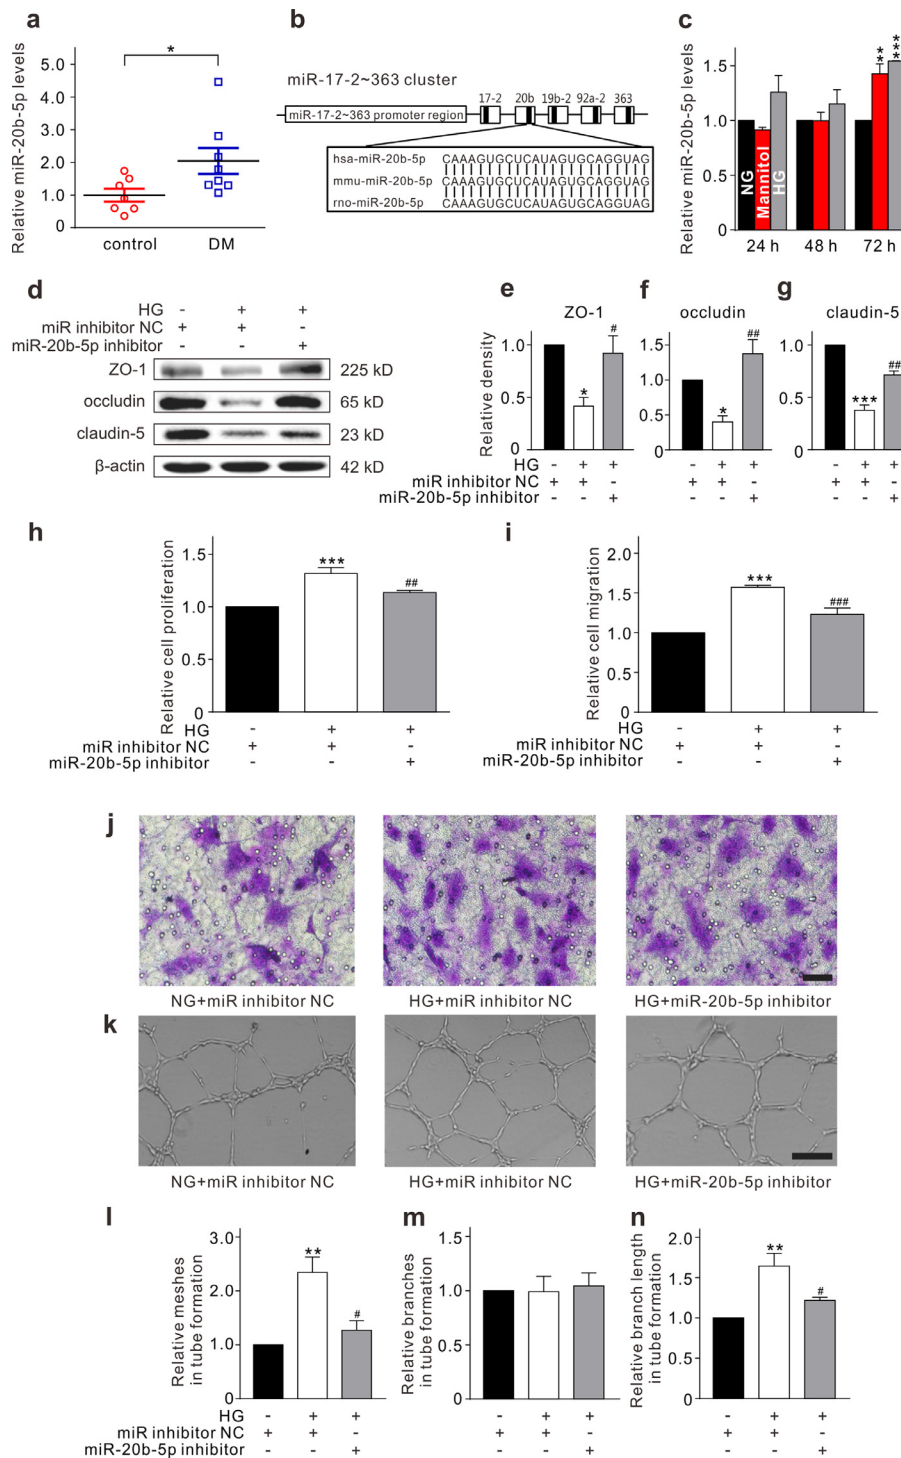 a
Relative miR-20b-5p levels
5.0
4.0
3.0
2.0
1.0
0
*
control
DM
b
miR-17-2~363 cluster
17-2 20b 19b-2 92a-2 363
miR-17-2~363 promoter region
hsa-miR-20b-5p CAAAGUGCUCAUAGUGCAGGUAG
mmu-miR-20b-5p CAAAGUGCUCAUAGUGCAGGUAG
rno-miR-20b-5p CAAAGUGCUCAUAGUGCAGGUAG
c
Relative miR-20b-5p levels
1.5
1.0
0.5
0
NG
Mannitol
HG
**
***
24 h
48 h
72 h
d
HG - + +
miR inhibitor NC + + -
miR-20b-5p inhibitor - - +
ZO-1 225 kD
occludin 65 kD
claudin-5 23 kD
β-actin 42 kD
e
ZO-1
Relative density
1.0
0.5
0
*
#
f
occludin
1.5
1.0
0.5
0
*
##
g
claudin-5
1.0
0.5
0
***
##
HG - + + - + + - + +
miR inhibitor NC + + - + + - + + -
miR-20b-5p inhibitor - - + - - + - - +
h
Relative cell proliferation
1.5
1.0
0.5
0
***
##
HG - + +
miR inhibitor NC + + -
miR-20b-5p inhibitor - - +
i
Relative cell migration
2.0
1.5
1.0
0.5
0
***
###
HG - + +
miR inhibitor NC + + -
miR-20b-5p inhibitor - - +
j
NG+miR inhibitor NC
HG+miR inhibitor NC
HG+miR-20b-5p inhibitor
k
NG+miR inhibitor NC
HG+miR inhibitor NC
HG+miR-20b-5p inhibitor
l
Relative meshes
in tube formation
3.0
2.0
1.0
0
**
#
m
Relative branches
in tube formation
1.5
1.0
0.5
0
n
Relative branch length
in tube formation
2.0
1.5
1.0
0.5
0
**
#
HG - + + - + + - + +
miR inhibitor NC + + - + + - + + -
miR-20b-5p inhibitor - - + - - + - - +